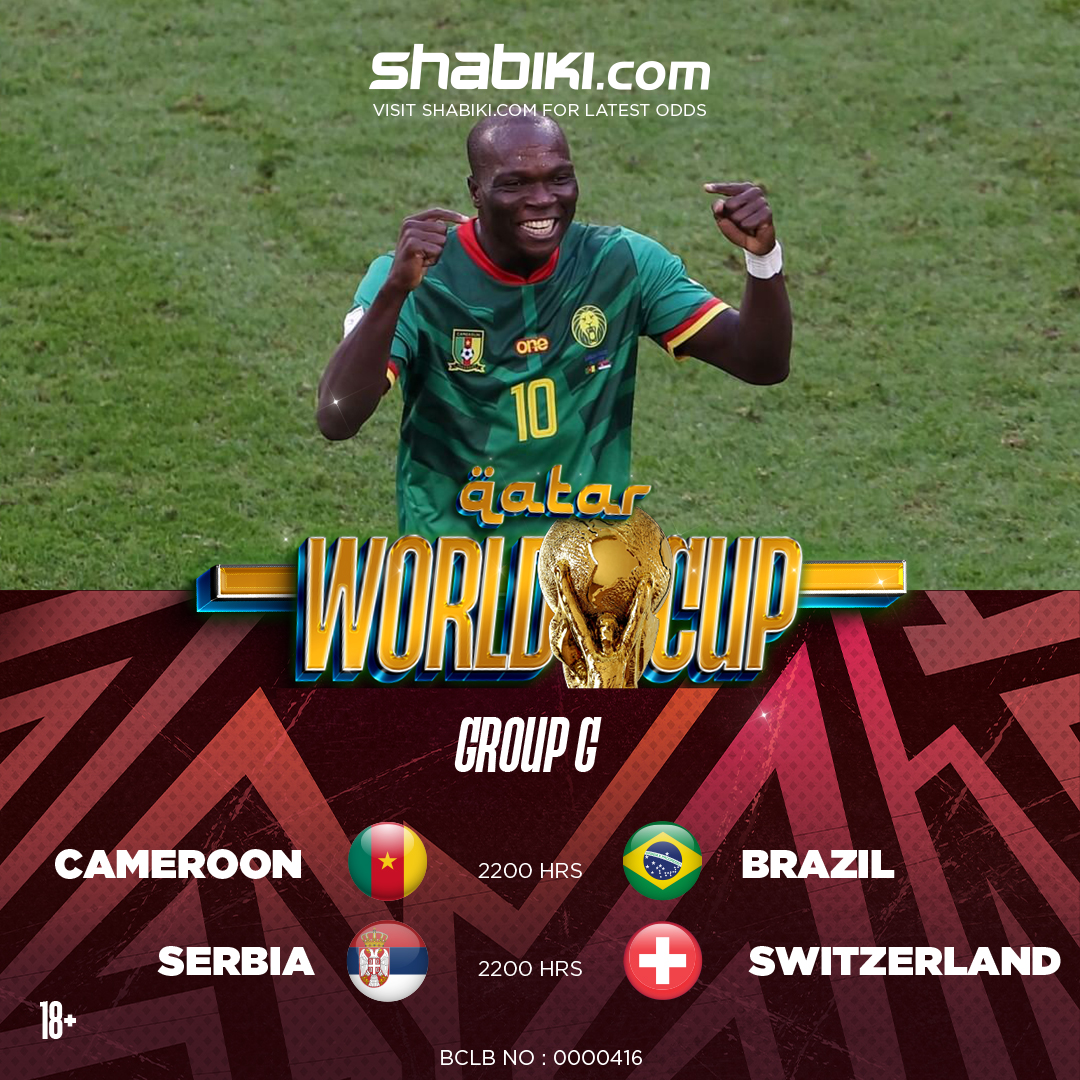 shabiki.com
VISIT SHABIKI.COM FOR LATEST ODDS
CAMEROUN
one
10
qatar
WORLD CUP
GROUP G
CAMEROON 2200 HRS BRAZIL
SERBIA 2200 HRS SWITZERLAND
18+
BCLB NO : 0000416